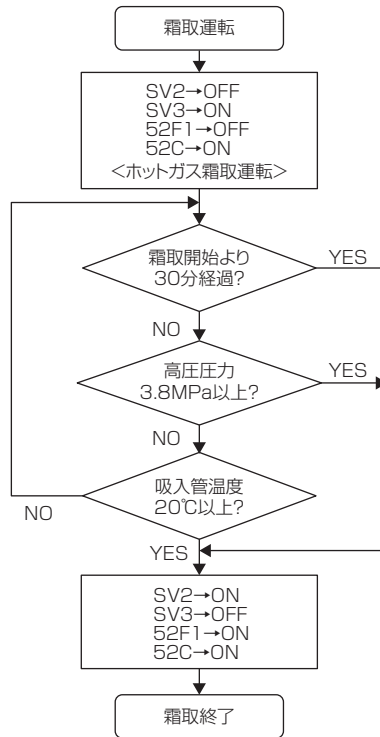 霜取運転
SV2→OFF
SV3→ON
52F1→OFF
52C→ON
<ホットガス霜取運転>
霜取開始より
30分経過?
YES
NO
高圧圧力
3.8MPa以上?
YES
NO
吸入管温度
20℃以上?
NO
YES
SV2→ON
SV3→OFF
52F1→ON
52C→ON
霜取終了